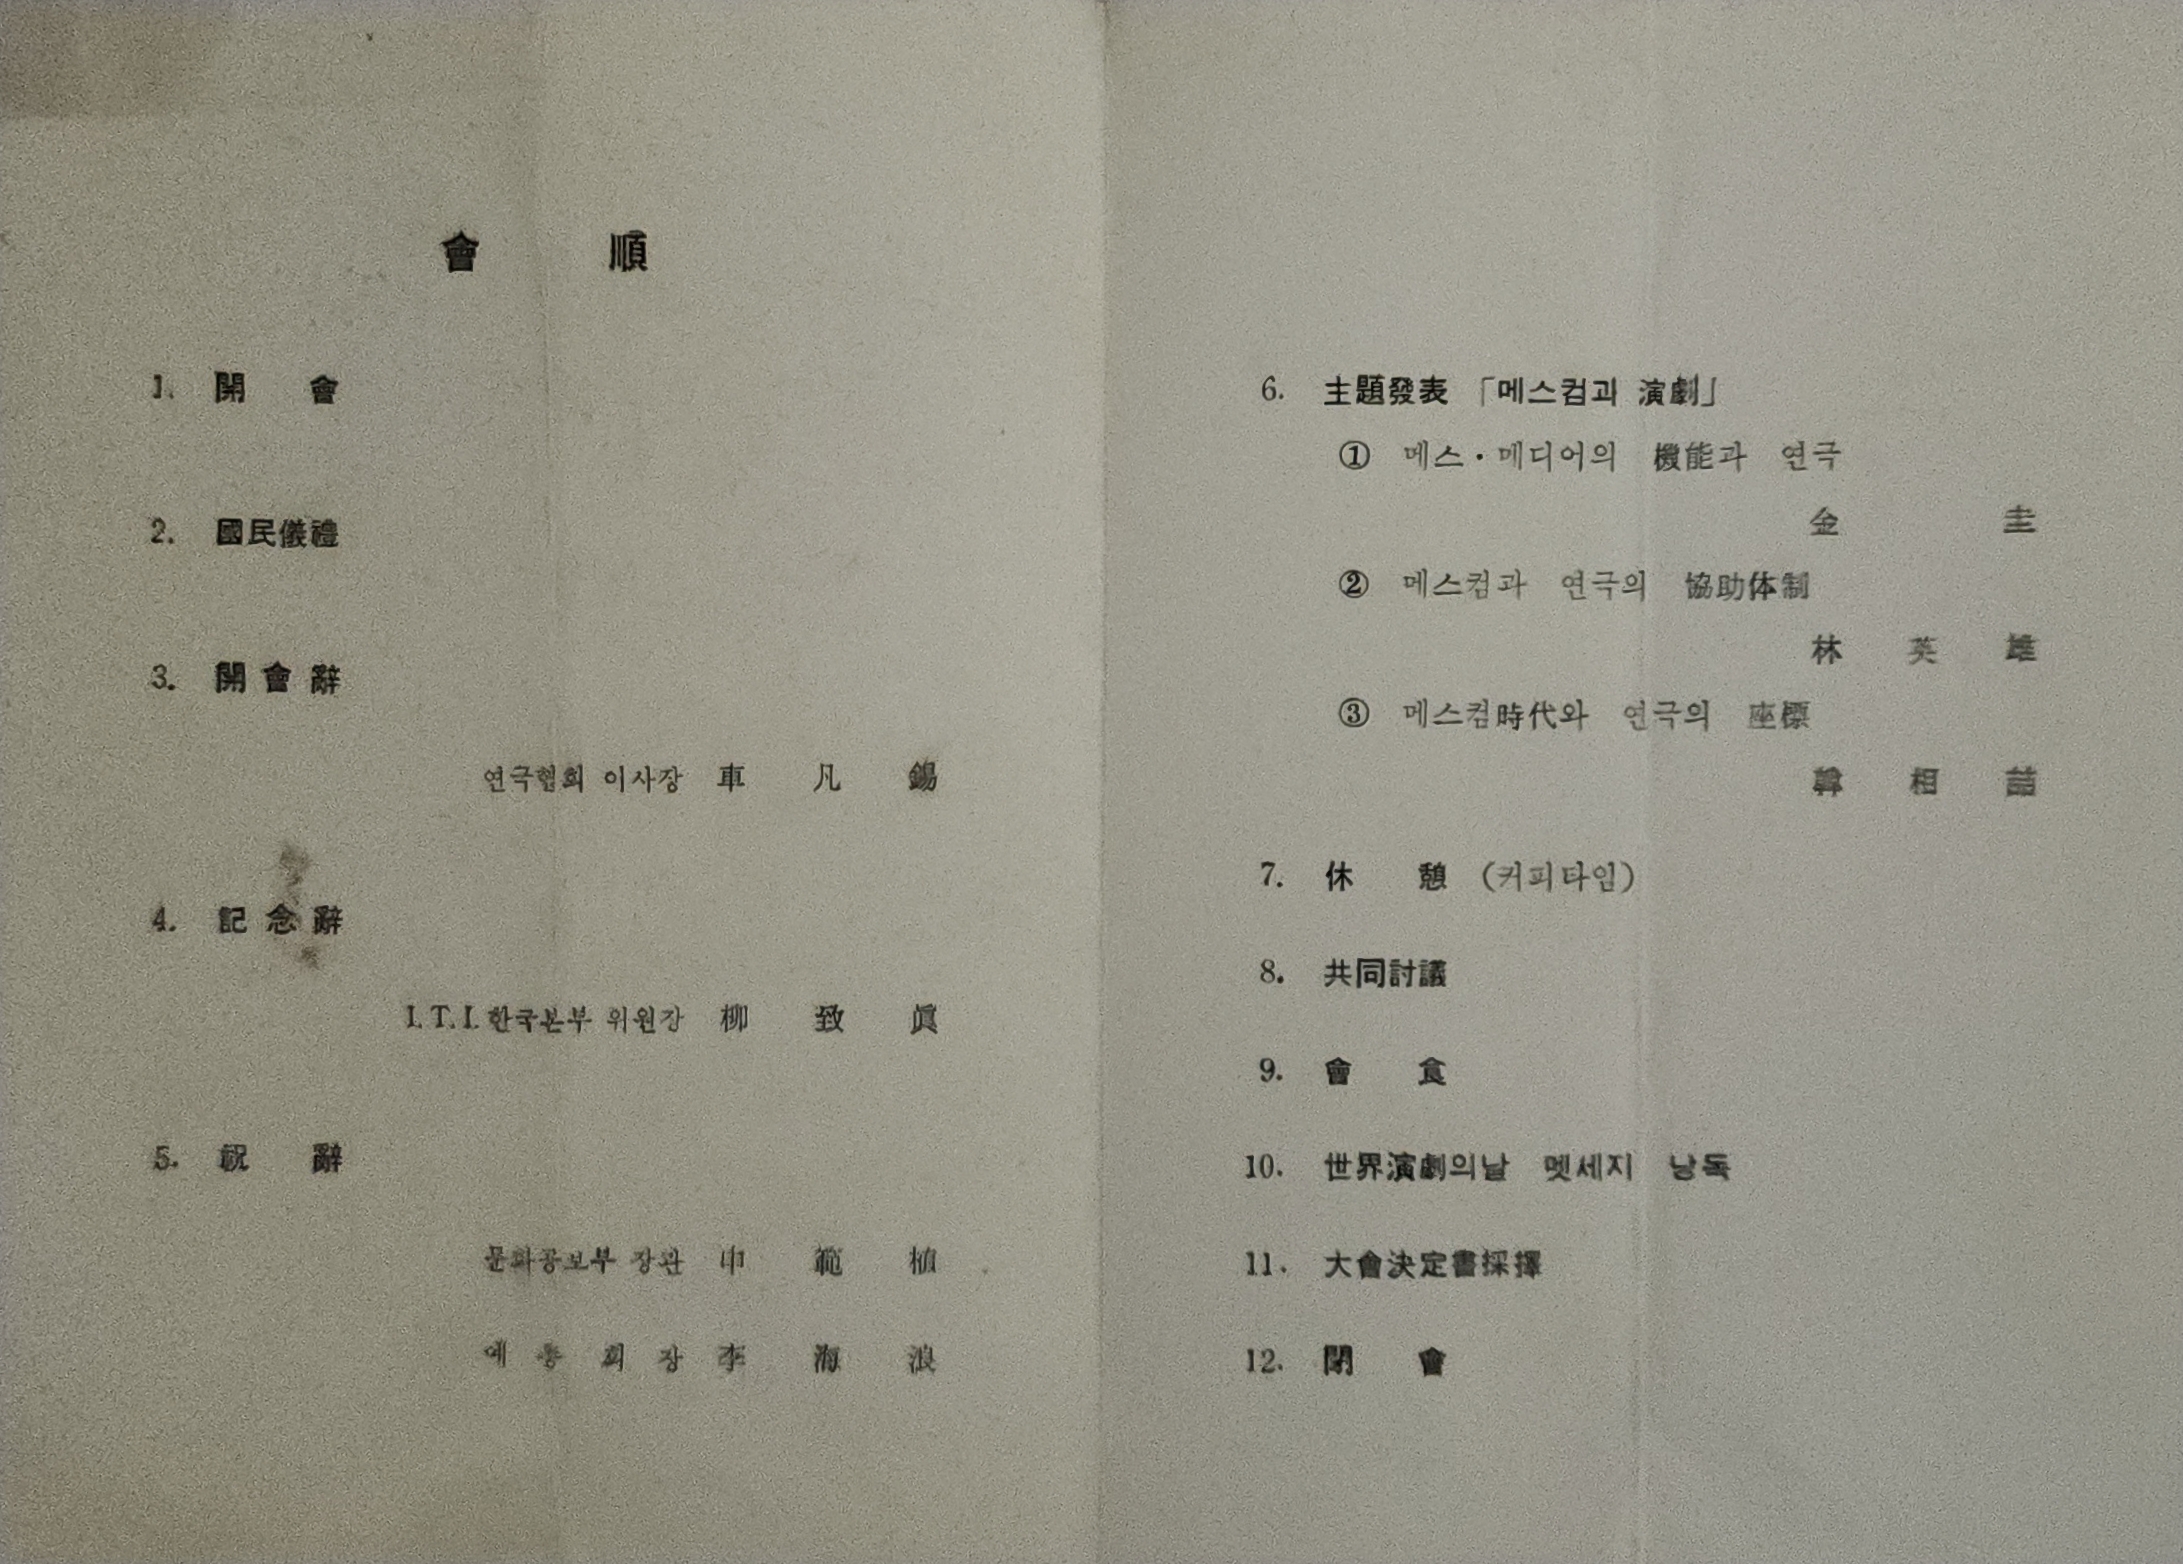 會 順
1. 開 會
2. 國民儀禮
3. 開 會 辭
연극협회 이사장 車 凡 錫
4. 記 念 辭
I.T.I. 한국본부 위원장 柳 致 眞
5. 祝 辭
문화공보부 장관 申 範 植
예 총 회 장 李 海 浪
6. 主題發表 「메스컴과 演劇」
① 메스·메디어의 機能과 연극
金 圭
② 메스컴과 연극의 協助体制
林 英 雄
③ 메스컴時代와 연극의 座標
韓 相 喆
7. 休 憩 (커피타임)
8. 共同討議
9. 會 食
10. 世界演劇의날 멧세지 낭독
11. 大會決定書採擇
12. 閉 會